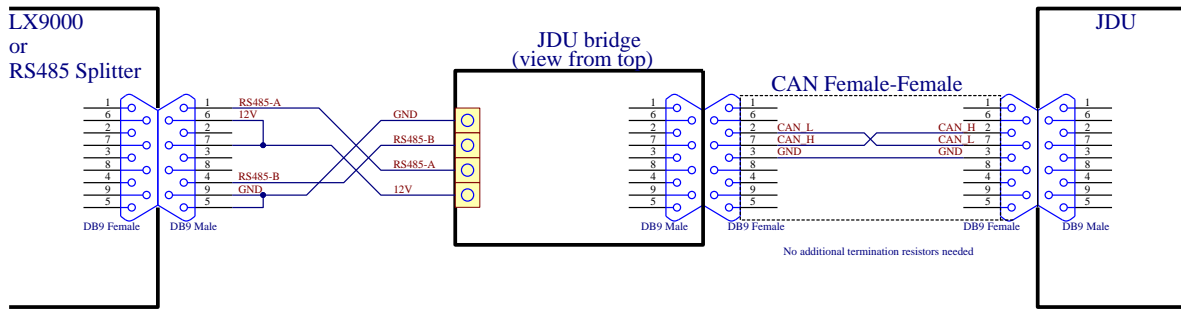 LX9000
or
RS485 Splitter
1
6
2
7
3
8
4
9
5
DB9 Female
1
6
2
7
3
8
4
9
5
DB9 Male
RS485-A
12V
RS485-B
GND
JDU bridge
(view from top)
GND
RS485-B
RS485-A
12V
1
6
2
7
3
8
4
9
5
DB9 Male
CAN Female-Female
1
6
2
7
3
8
4
9
5
DB9 Female
CAN_L
CAN_H
GND
CAN_H
CAN_L
GND
No additional termination resistors needed
1
6
2
7
3
8
4
9
5
DB9 Female
JDU
1
6
2
7
3
8
4
9
5
DB9 Male